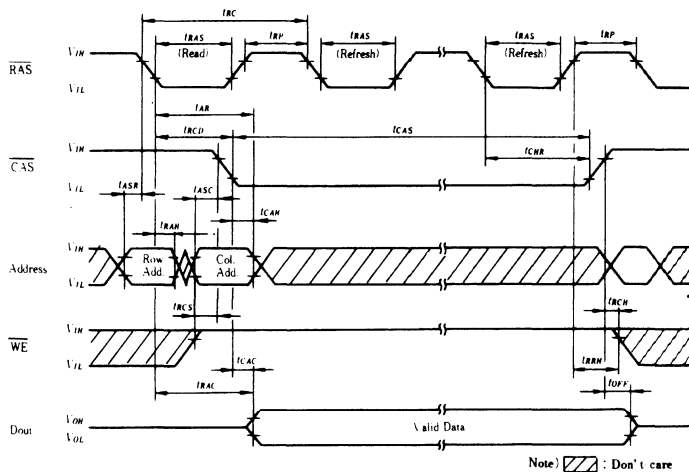 tRC
tRAS tRP tRAS tRAS tRP
(Read) (Refresh) (Refresh)
RAS
VIH
VIL
tAR
tRCD tCAS
CAS
VIH
VIL
tCHR
tASR tASC
tRAH tCAH
Address
VIH
VIL
Row Add.
Col. Add.
tRCS tRCH
WE
VIH
VIL
tCAC tRRH
tRAC tOFF
Dout
VOH
VOL
Valid Data
Note) : Don't care